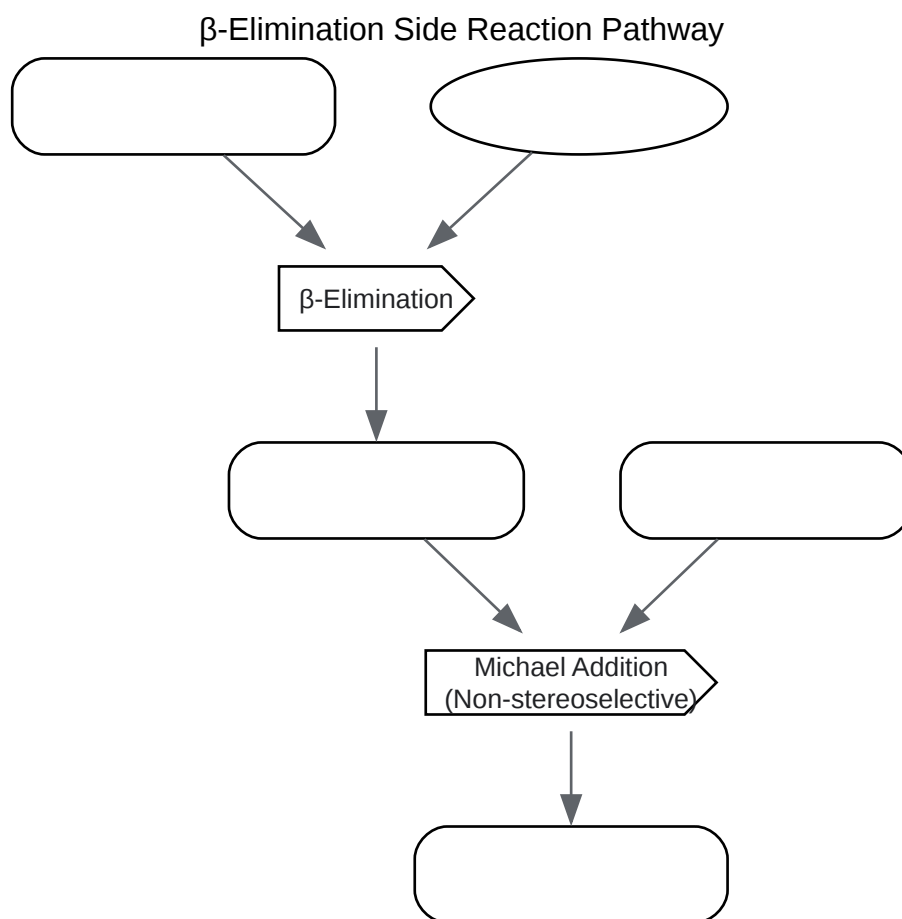 β-Elimination Side Reaction Pathway
β-Elimination
Michael Addition
(Non-stereoselective)